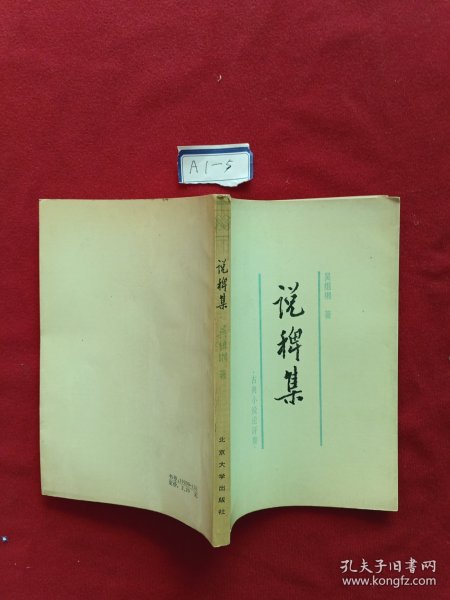 A1-5
说稗集
吴组缃 著
·古典小说论评集·
说稗集
吴组缃 著
北京大学出版社
孔夫子旧书网
www.kongfz.com